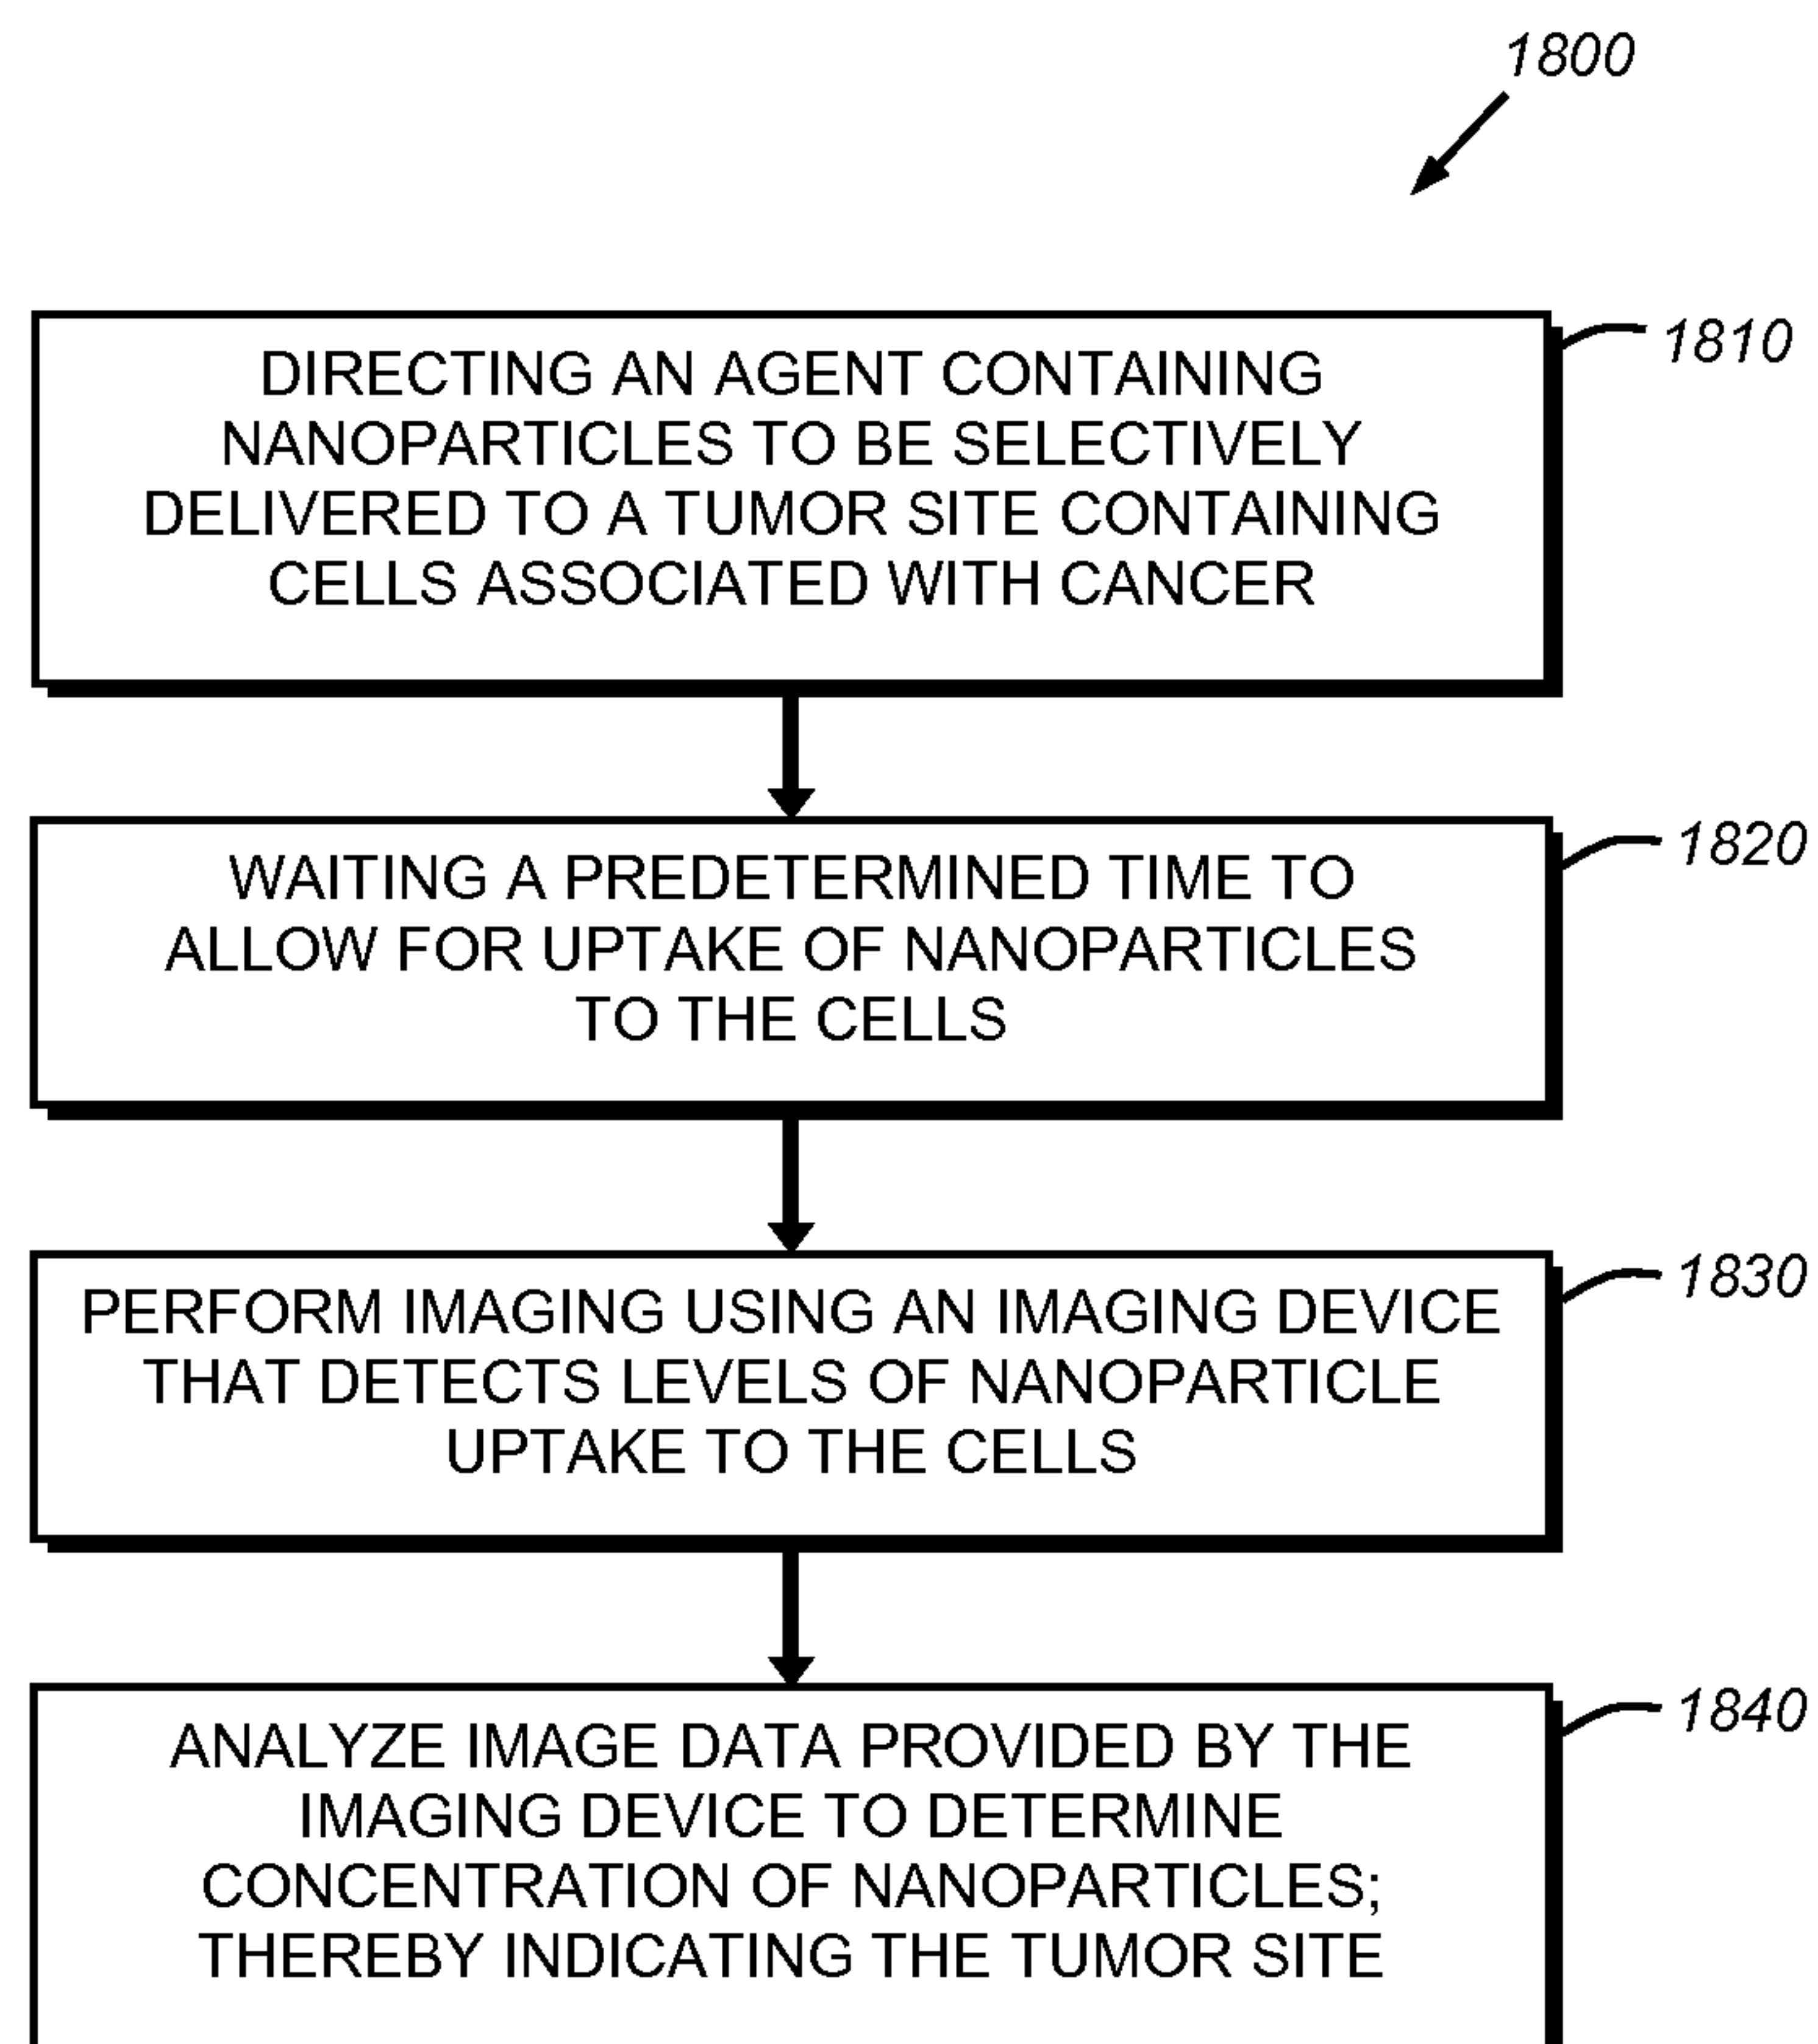 1800
1810
DIRECTING AN AGENT CONTAINING
NANOPARTICLES TO BE SELECTIVELY
DELIVERED TO A TUMOR SITE CONTAINING
CELLS ASSOCIATED WITH CANCER
1820
WAITING A PREDETERMINED TIME TO
ALLOW FOR UPTAKE OF NANOPARTICLES
TO THE CELLS
1830
PERFORM IMAGING USING AN IMAGING DEVICE
THAT DETECTS LEVELS OF NANOPARTICLE
UPTAKE TO THE CELLS
1840
ANALYZE IMAGE DATA PROVIDED BY THE
IMAGING DEVICE TO DETERMINE
CONCENTRATION OF NANOPARTICLES;
THEREBY INDICATING THE TUMOR SITE